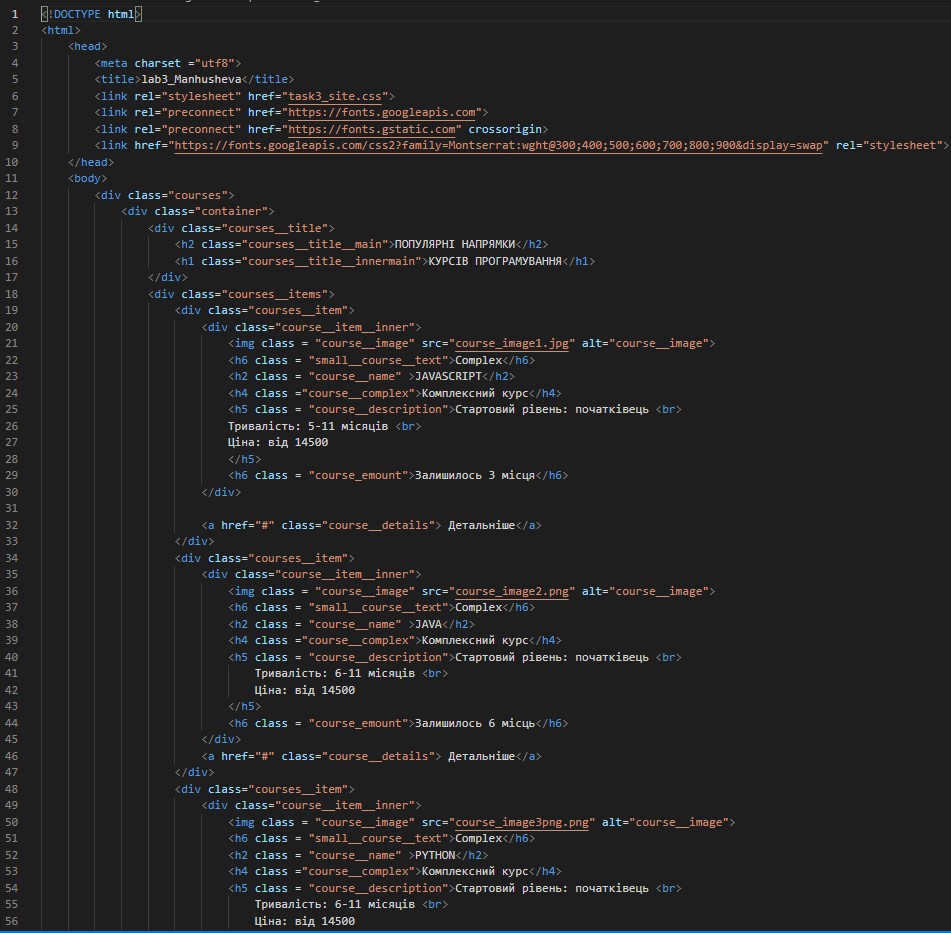 1 <!DOCTYPE html>
2 <html>
3 <head>
4 <meta charset ="utf8">
5 <title>lab3_Manhusheva</title>
6 <link rel="stylesheet" href="task3_site.css">
7 <link rel="preconnect" href="https://fonts.googleapis.com">
8 <link rel="preconnect" href="https://fonts.gstatic.com" crossorigin>
9 <link href="https://fonts.googleapis.com/css2?family=Montserrat:wght@300;400;500;600;700;800;900&display=swap" rel="stylesheet">
10 </head>
11 <body>
12 <div class="courses">
13 <div class="container">
14 <div class="courses__title">
15 <h2 class="courses__title__main">ПОПУЛЯРНІ НАПРЯМКИ</h2>
16 <h1 class="courses__title__innermain">КУРСІВ ПРОГРАМУВАННЯ</h1>
17 </div>
18 <div class="courses__items">
19 <div class="courses__item">
20 <div class="course__item__inner">
21 <img class = "course__image" src="course_image1.jpg" alt="course__image">
22 <h6 class = "small__course__text">Complex</h6>
23 <h2 class = "course__name" >JAVASCRIPT</h2>
24 <h4 class ="course__complex">Комплексний курс</h4>
25 <h5 class = "course__description">Стартовий рівень: початківець <br>
26 Тривалість: 5-11 місяців <br>
27 Ціна: від 14500
28 </h5>
29 <h6 class = "course_emount">Залишилось 3 місця</h6>
30 </div>
31
32 <a href="#" class="course__details"> Детальніше</a>
33 </div>
34 <div class="courses__item">
35 <div class="course__item__inner">
36 <img class = "course__image" src="course_image2.png" alt="course__image">
37 <h6 class = "small__course__text">Complex</h6>
38 <h2 class = "course__name" >JAVA</h2>
39 <h4 class ="course__complex">Комплексний курс</h4>
40 <h5 class = "course__description">Стартовий рівень: початківець <br>
41 Тривалість: 6-11 місяців <br>
42 Ціна: від 14500
43 </h5>
44 <h6 class = "course_emount">Залишилось 6 місць</h6>
45 </div>
46 <a href="#" class="course__details"> Детальніше</a>
47 </div>
48 <div class="courses__item">
49 <div class="course__item__inner">
50 <img class = "course__image" src="course_image3png.png" alt="course__image">
51 <h6 class = "small__course__text">Complex</h6>
52 <h2 class = "course__name" >PYTHON</h2>
53 <h4 class ="course__complex">Комплексний курс</h4>
54 <h5 class = "course__description">Стартовий рівень: початківець <br>
55 Тривалість: 6-11 місяців <br>
56 Ціна: від 14500